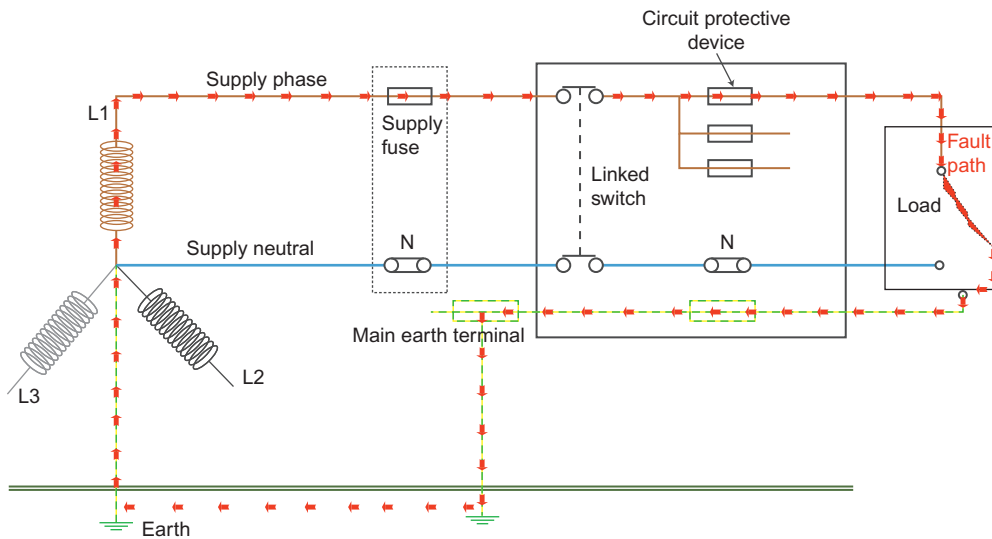 Circuit protective
device
Supply phase
L1
Supply
fuse
Fault
path
Linked
switch
Load
Supply neutral
N
N
Main earth terminal
L2
L3
Earth